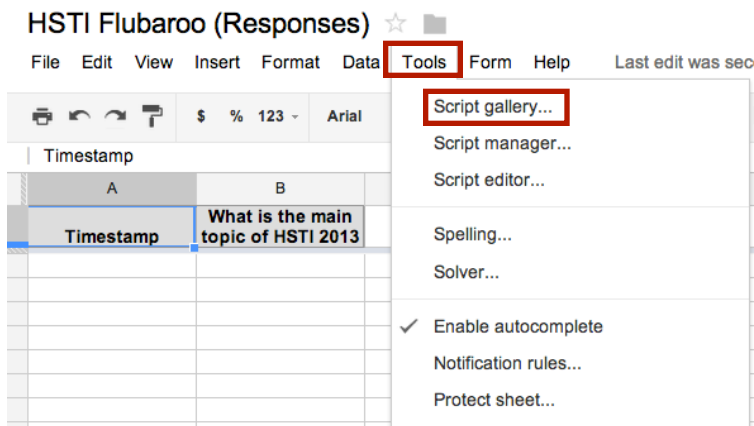 HSTI Flubaroo (Responses)
File Edit View Insert Format Data Tools Form Help Last edit was sec
$ % 123 Arial
Timestamp
A B
Timestamp
What is the main
topic of HSTI 2013
Script gallery...
Script manager...
Script editor...
Spelling...
Solver...
Enable autocomplete
Notification rules...
Protect sheet...